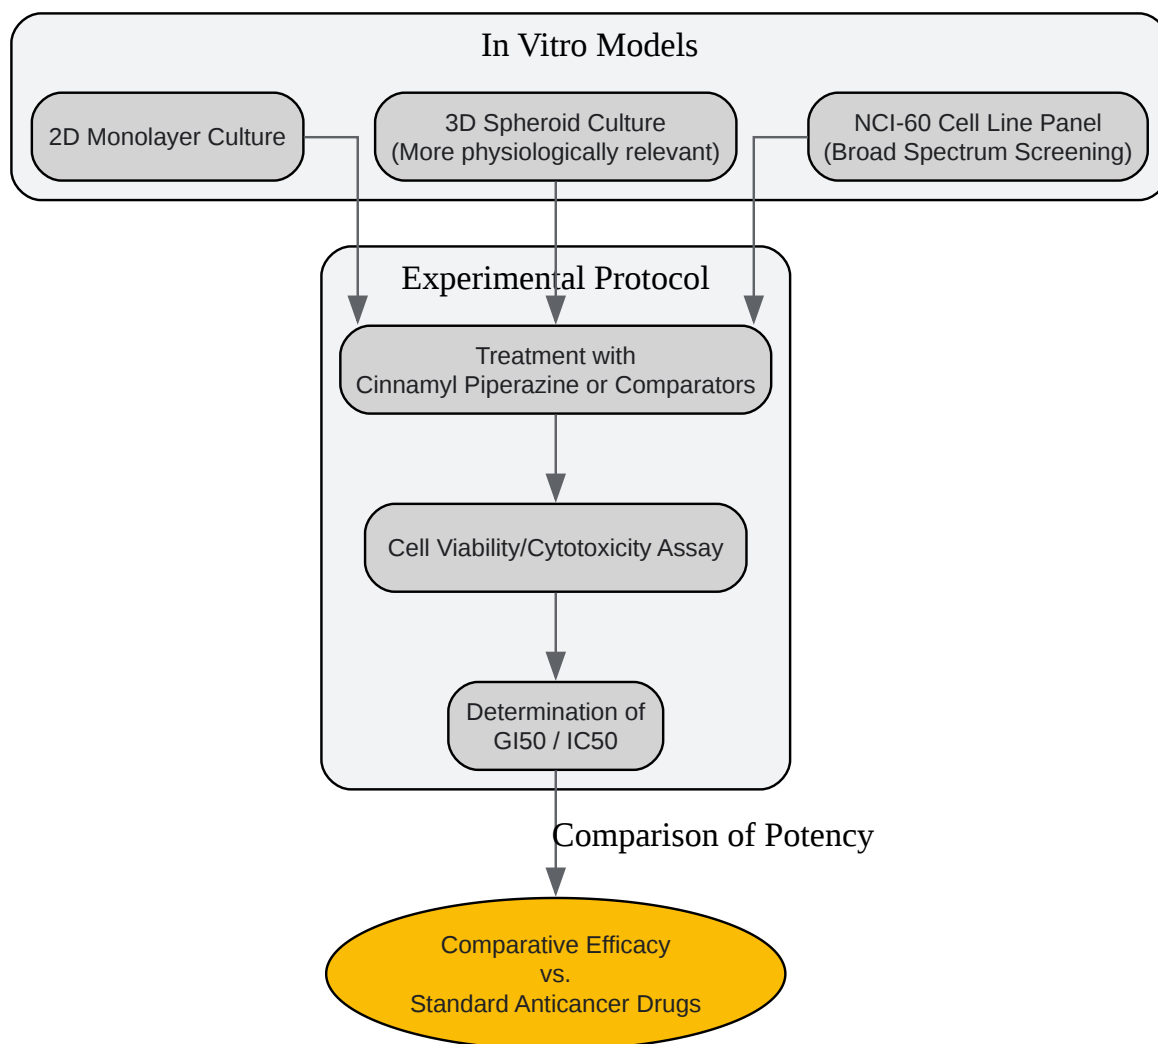 In Vitro Models
2D Monolayer Culture
3D Spheroid Culture
(More physiologically relevant)
NCI-60 Cell Line Panel
(Broad Spectrum Screening)
Experimental Protocol
Treatment with
Cinnamyl Piperazine or Comparators
Cell Viability/Cytotoxicity Assay
Determination of
GI50 / IC50
Comparison of Potency
Comparative Efficacy
vs.
Standard Anticancer Drugs